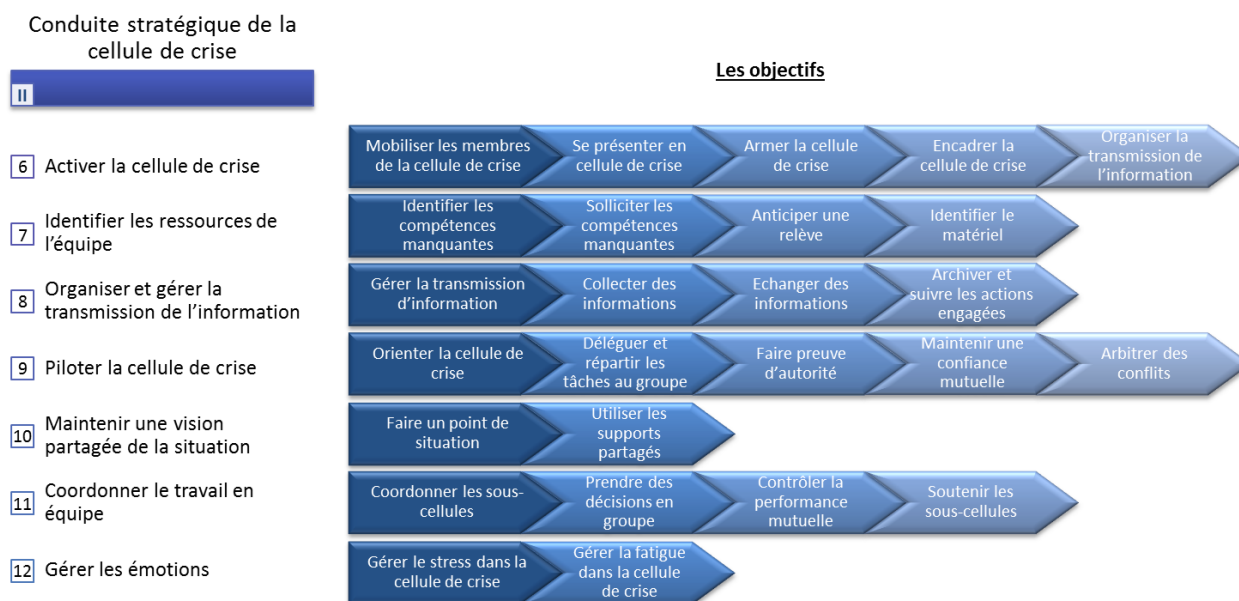 Conduite stratégique de la
cellule de crise
II
Les objectifs
6 Activer la cellule de crise
Mobiliser les membres
de la cellule de crise
Se présenter en
cellule de crise
Armer la cellule
de crise
Encadrer la
cellule de crise
Organiser la
transmission de
l'information
7 Identifier les ressources de
l'équipe
Identifier les
compétences
manquantes
Solliciter les
compétences
manquantes
Anticiper une
relève
Identifier le
matériel
8 Organiser et gérer la
transmission de l'information
Gérer la transmission
d'information
Collecter des
informations
Echanger des
informations
Archiver et
suivre les actions
engagées
9 Piloter la cellule de crise
Orienter la cellule de
crise
Déléguer et
répartir les
tâches au groupe
Faire preuve
d'autorité
Maintenir une
confiance
mutuelle
Arbitrer des
conflits
10 Maintenir une vision
partagée de la situation
Faire un point de
situation
Utiliser les
supports
partagés
11 Coordonner le travail en
équipe
Coordonner les sous-
cellules
Prendre des
décisions en
groupe
Contrôler la
performance
mutuelle
Soutenir les
sous-cellules
12 Gérer les émotions
Gérer le stress dans la
cellule de crise
Gérer la fatigue
dans la cellule
de crise